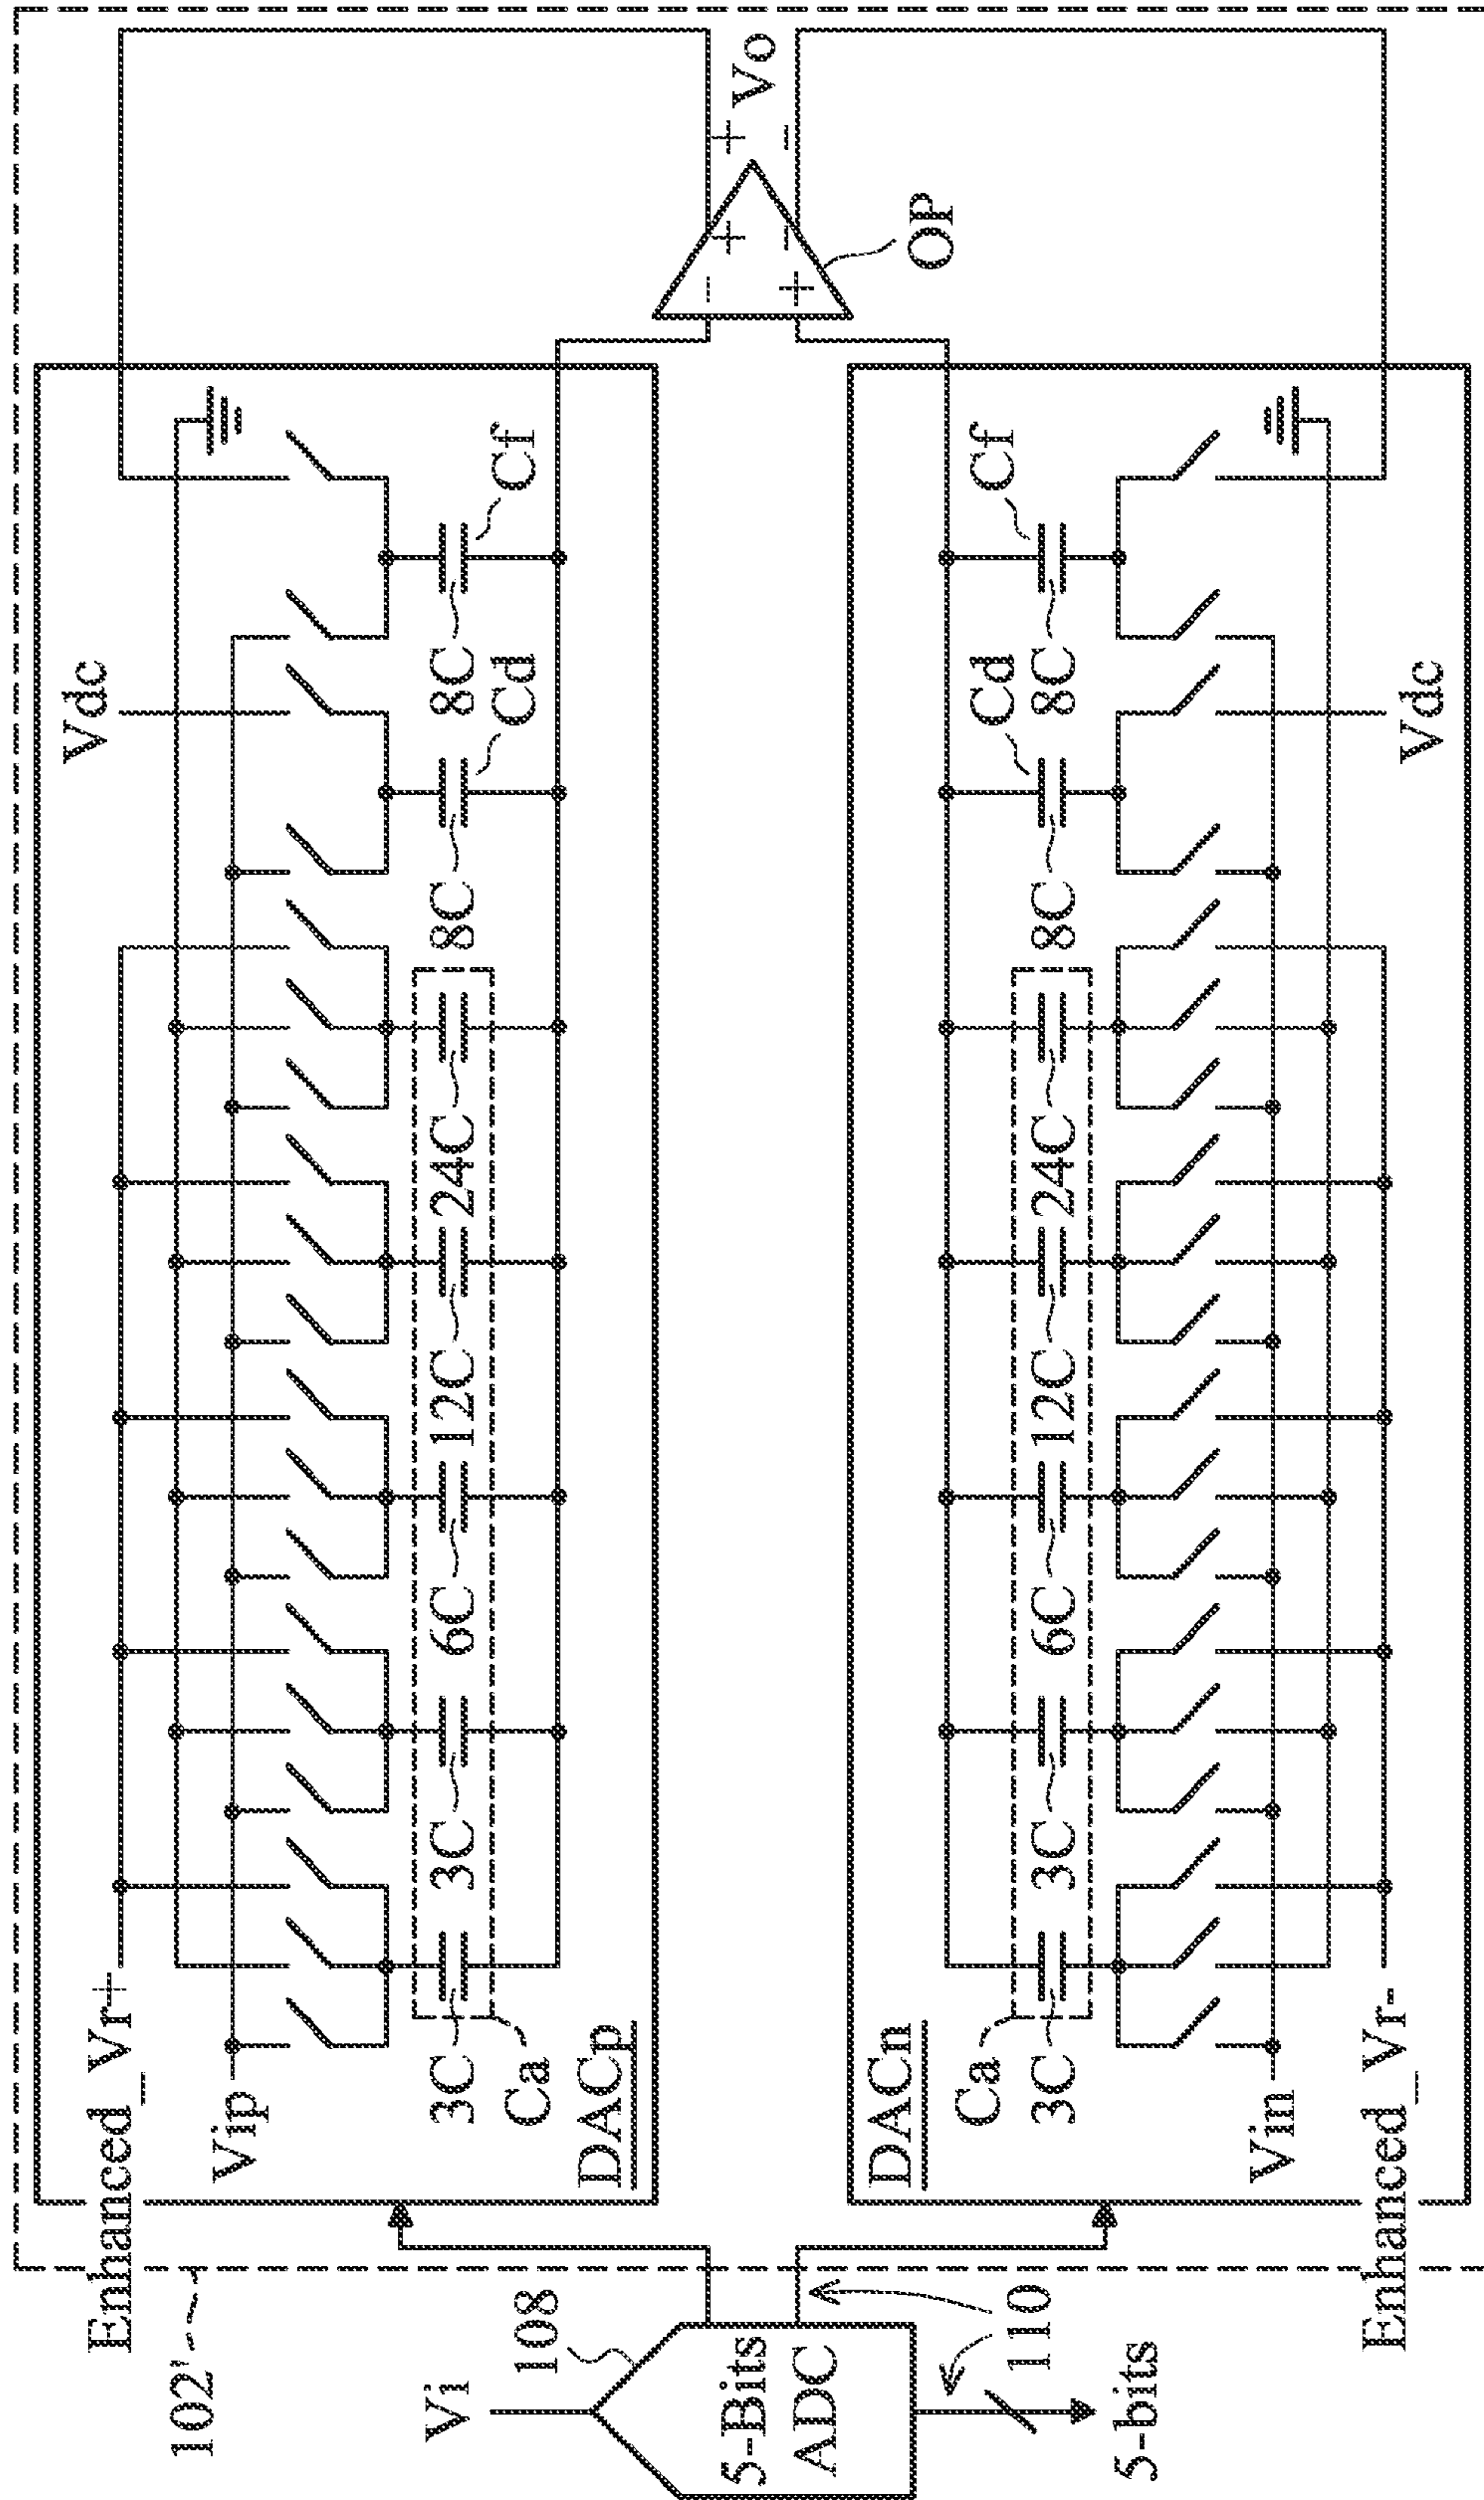 102'
Enhanced_Vr+
Vip
Vdc
3C
3C
6C
12C
24C
8C
8C
Ca
Cd
Cf
DACp
Vi
108
5-Bits
ADC
110
5-bits
- +
+ -
+
Vo
-
OP
DACn
Ca
Cd
Cf
3C
3C
6C
12C
24C
8C
8C
Vin
Enhanced_Vr-
Vdc